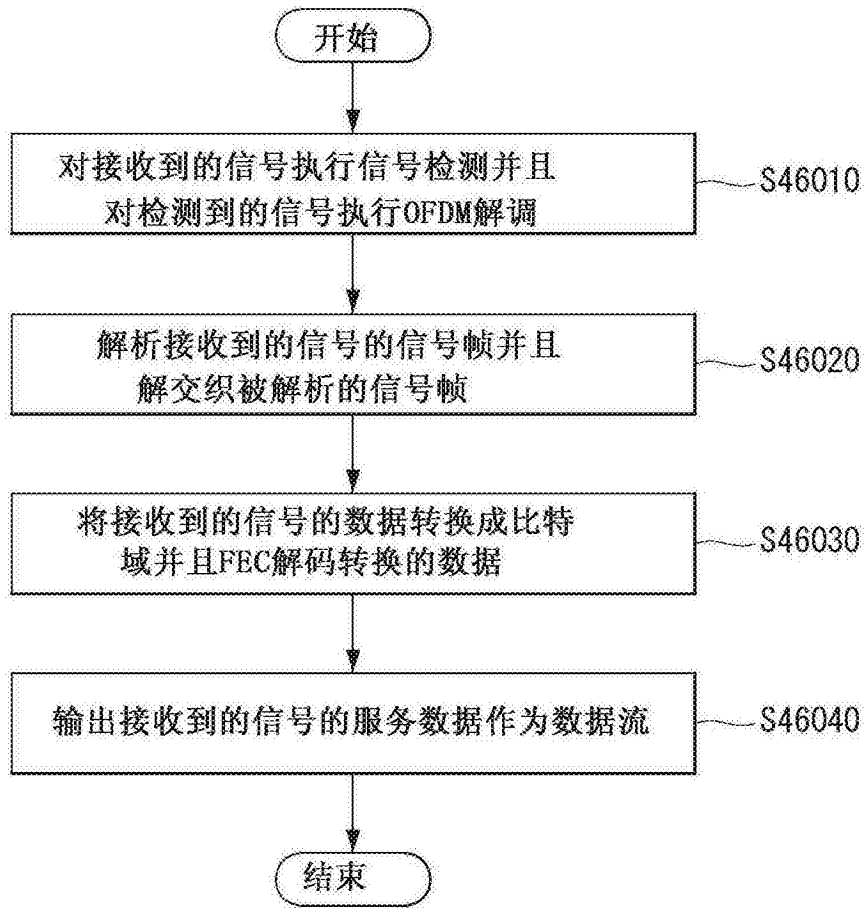 开始
对接收到的信号执行信号检测并且
对检测到的信号执行OFDM解调
S46010
解析接收到的信号的信号帧并且
解交织被解析的信号帧
S46020
将接收到的信号的数据转换成比特
域并且FEC解码转换的数据
S46030
输出接收到的信号的服务数据作为数据流
S46040
结束